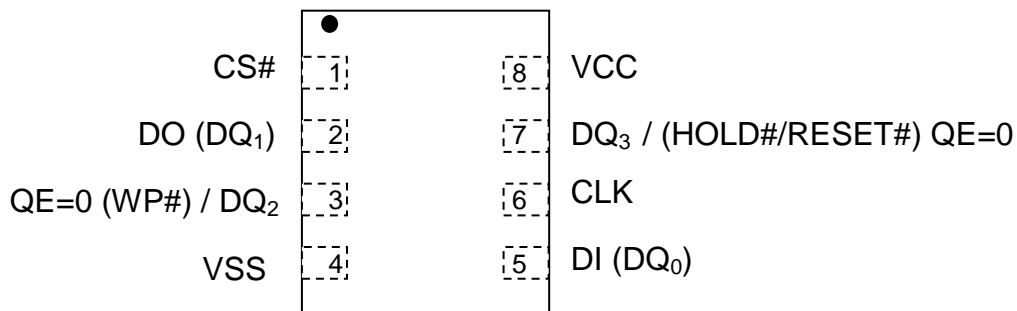 CS# 1 8 VCC
DO (DQ₁) 2 7 DQ₃ / (HOLD#/RESET#) QE=0
QE=0 (WP#) / DQ₂ 3 6 CLK
VSS 4 5 DI (DQ₀)